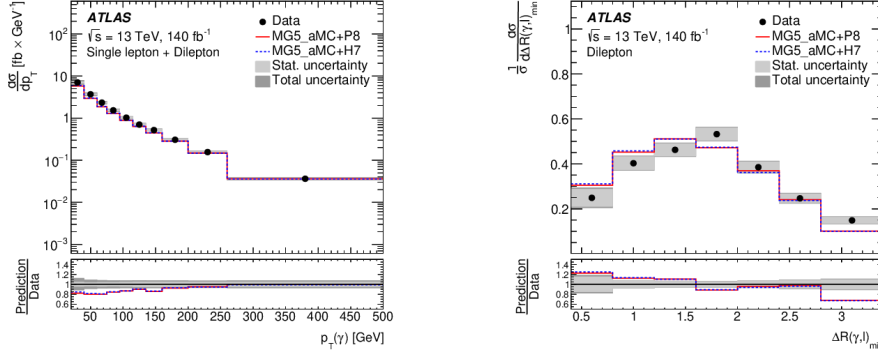 ATLAS
√s = 13 TeV, 140 fb⁻¹
Single lepton + Dilepton
Data
MG5_aMC+P8
MG5_aMC+H7
Stat. uncertainty
Total uncertainty
dσ/dp_T [fb × GeV⁻¹]
10²
10
1
10⁻¹
10⁻²
10⁻³
Prediction
Data
1.4
1.2
1
0.8
0.6
50 100 150 200 250 300 350 400 450 500
p_T(γ) [GeV]
ATLAS
√s = 13 TeV, 140 fb⁻¹
Dilepton
Data
MG5_aMC+P8
MG5_aMC+H7
Stat. uncertainty
Total uncertainty
1/σ dσ/dΔR(γ,l)_min
1
0.8
0.6
0.4
0.2
Prediction
Data
1.4
1.2
1
0.8
0.6
0.5 1 1.5 2 2.5 3